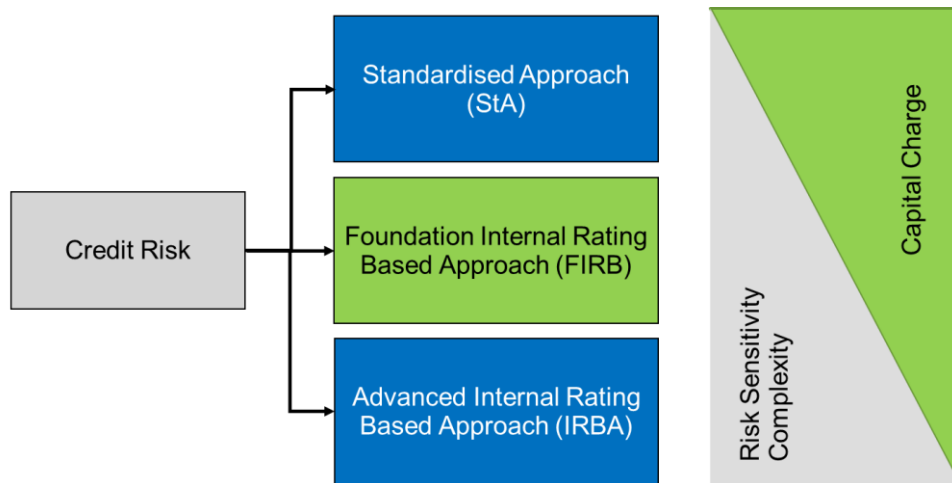 Credit Risk
Standardised Approach
(StA)
Foundation Internal Rating
Based Approach (FIRB)
Advanced Internal Rating
Based Approach (IRBA)
Risk Sensitivity
Complexity
Capital Charge